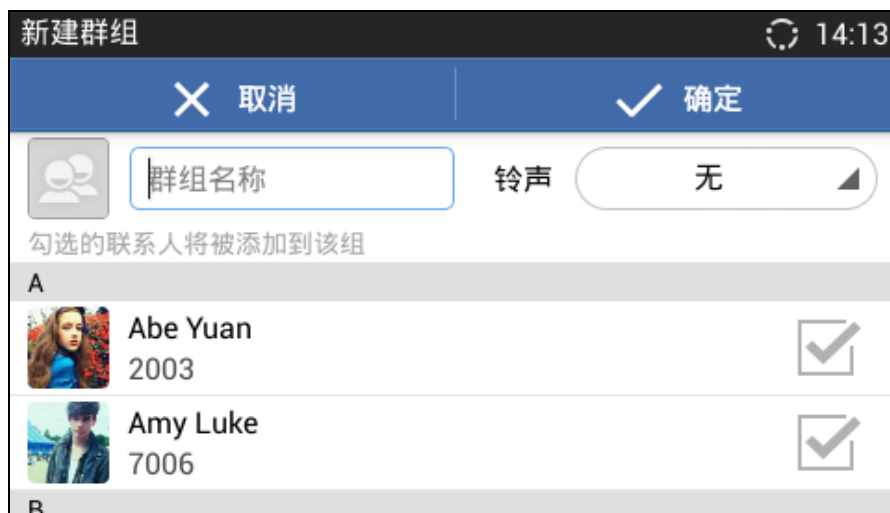 新建群组 14:13
取消 确定
群组名称 铃声 无
勾选的联系人将被添加到该组
A
Abe Yuan
2003
Amy Luke
7006
B